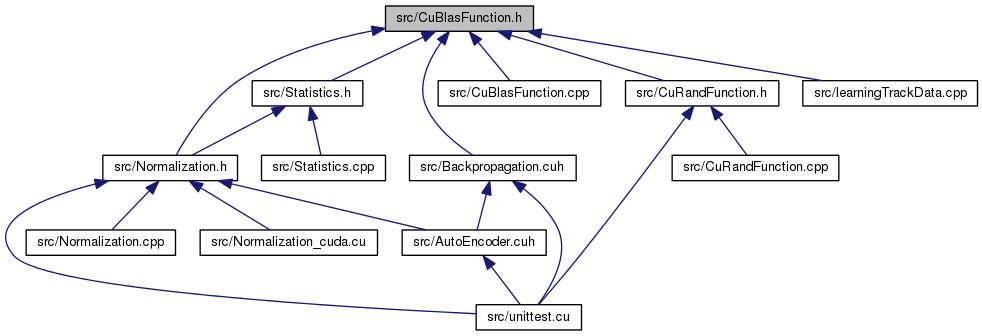 src/CuBlasFunction.h
src/Statistics.h
src/CuBlasFunction.cpp
src/CuRandFunction.h
src/learningTrackData.cpp
src/Normalization.h
src/Statistics.cpp
src/Backpropagation.cuh
src/CuRandFunction.cpp
src/Normalization.cpp
src/Normalization_cuda.cu
src/AutoEncoder.cuh
src/unittest.cu